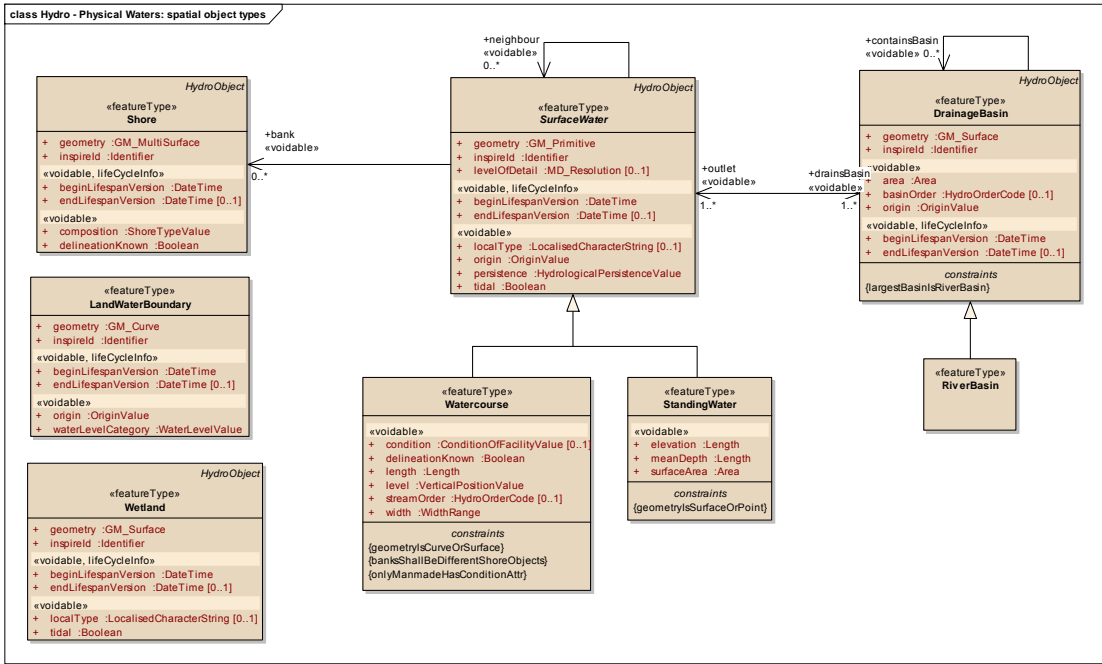 class Hydro - Physical Waters: spatial object types
HydroObject
«featureType»
Shore
+ geometry :GM_MultiSurface
+ inspireId :Identifier
«voidable, lifeCycleInfo»
+ beginLifespanVersion :DateTime
+ endLifespanVersion :DateTime [0..1]
«voidable»
+ composition :ShoreTypeValue
+ delineationKnown :Boolean
+bank
«voidable»
0..*
+neighbour
«voidable»
0..*
HydroObject
«featureType»
SurfaceWater
+ geometry :GM_Primitive
+ inspireId :Identifier
+ levelOfDetail :MD_Resolution [0..1]
«voidable, lifeCycleInfo»
+ beginLifespanVersion :DateTime
+ endLifespanVersion :DateTime [0..1]
«voidable»
+ localType :LocalisedCharacterString [0..1]
+ origin :OriginValue
+ persistence :HydrologicalPersistenceValue
+ tidal :Boolean
+outlet
«voidable»
1..*
+drainsBasin
«voidable»
1..*
+containsBasin
«voidable» 0..*
HydroObject
«featureType»
DrainageBasin
+ geometry :GM_Surface
+ inspireId :Identifier
«voidable»
+ area :Area
+ basinOrder :HydroOrderCode [0..1]
+ origin :OriginValue
«voidable, lifeCycleInfo»
+ beginLifespanVersion :DateTime
+ endLifespanVersion :DateTime [0..1]
constraints
{largestBasinIsRiverBasin}
«featureType»
LandWaterBoundary
+ geometry :GM_Curve
+ inspireId :Identifier
«voidable, lifeCycleInfo»
+ beginLifespanVersion :DateTime
+ endLifespanVersion :DateTime [0..1]
«voidable»
+ origin :OriginValue
+ waterLevelCategory :WaterLevelValue
«featureType»
Watercourse
«voidable»
+ condition :ConditionOfFacilityValue [0..1]
+ delineationKnown :Boolean
+ length :Length
+ level :VerticalPositionValue
+ streamOrder :HydroOrderCode [0..1]
+ width :WidthRange
constraints
{geometryIsCurveOrSurface}
{banksShallBeDifferentShoreObjects}
{onlyManmadeHasConditionAttr}
«featureType»
StandingWater
«voidable»
+ elevation :Length
+ meanDepth :Length
+ surfaceArea :Area
constraints
{geometryIsSurfaceOrPoint}
«featureType»
RiverBasin
HydroObject
«featureType»
Wetland
+ geometry :GM_Surface
+ inspireId :Identifier
«voidable, lifeCycleInfo»
+ beginLifespanVersion :DateTime
+ endLifespanVersion :DateTime [0..1]
«voidable»
+ localType :LocalisedCharacterString [0..1]
+ tidal :Boolean